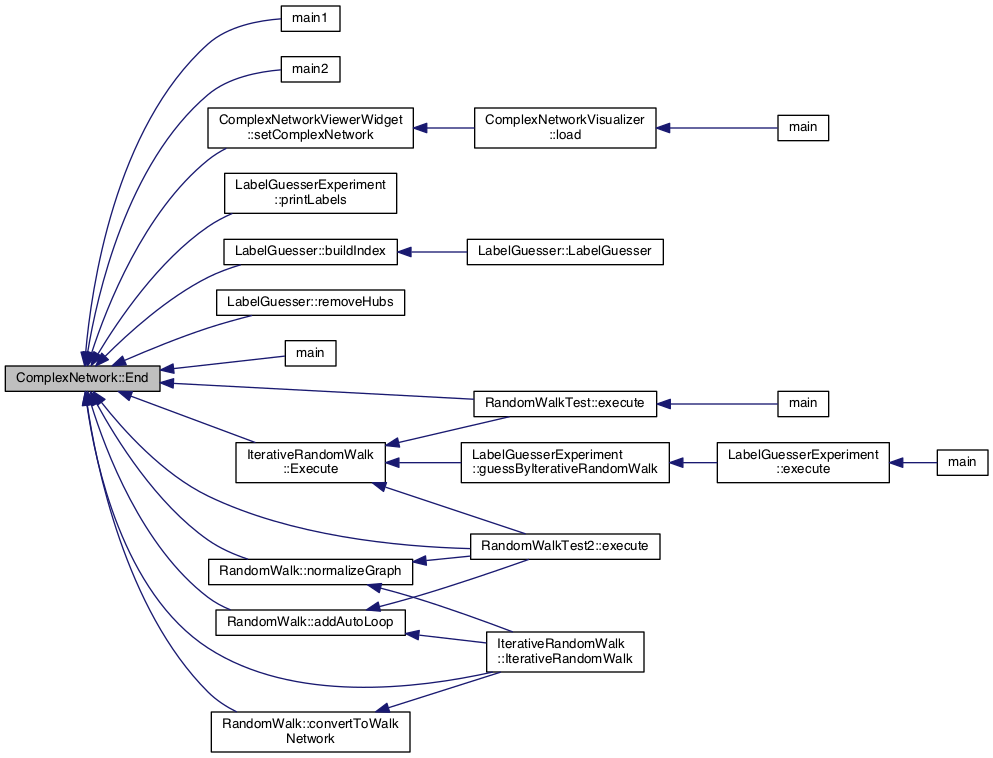 main1
main2
ComplexNetworkViewerWidget
::setComplexNetwork
ComplexNetworkVisualizer
::load
main
LabelGuesserExperiment
::printLabels
LabelGuesser::buildIndex
LabelGuesser::LabelGuesser
LabelGuesser::removeHubs
main
ComplexNetwork::End
RandomWalkTest::execute
main
IterativeRandomWalk
::Execute
LabelGuesserExperiment
::guessByIterativeRandomWalk
LabelGuesserExperiment
::execute
main
RandomWalkTest2::execute
RandomWalk::normalizeGraph
RandomWalk::addAutoLoop
IterativeRandomWalk
::IterativeRandomWalk
RandomWalk::convertToWalk
Network